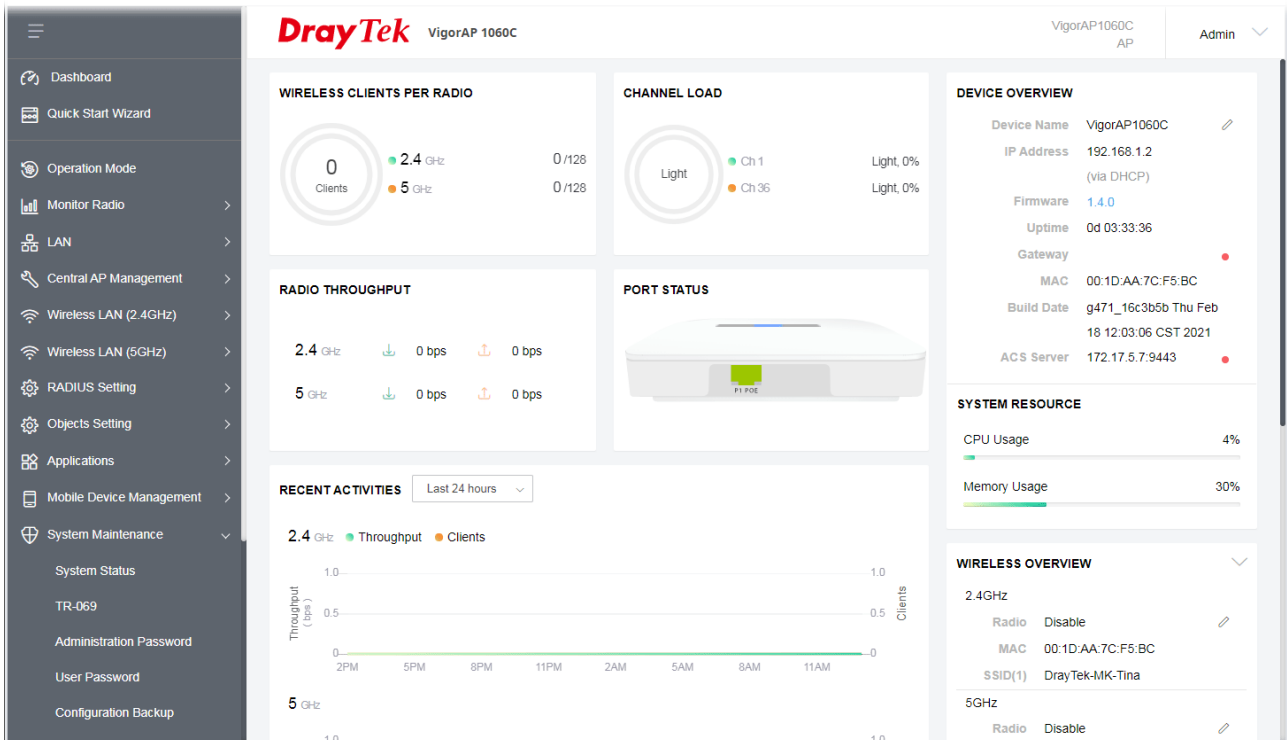 DrayTek VigorAP 1060C
VigorAP1060C
AP
Admin
Dashboard
Quick Start Wizard
Operation Mode
Monitor Radio
LAN
Central AP Management
Wireless LAN (2.4GHz)
Wireless LAN (5GHz)
RADIUS Setting
Objects Setting
Applications
Mobile Device Management
System Maintenance
System Status
TR-069
Administration Password
User Password
Configuration Backup
WIRELESS CLIENTS PER RADIO
0
Clients
2.4 GHz 0/128
5 GHz 0/128
CHANNEL LOAD
Light
Ch 1 Light, 0%
Ch 36 Light, 0%
RADIO THROUGHPUT
2.4 GHz 0 bps 0 bps
5 GHz 0 bps 0 bps
PORT STATUS
P1 POE
RECENT ACTIVITIES Last 24 hours
2.4 GHz Throughput Clients
Throughput
( bps )
1.0 1.0
0.5 0.5
0 0
Clients
2PM 5PM 8PM 11PM 2AM 5AM 8AM 11AM
5 GHz
1.0 1.0
DEVICE OVERVIEW
Device Name VigorAP1060C
IP Address 192.168.1.2
(via DHCP)
Firmware 1.4.0
Uptime 0d 03:33:36
Gateway
MAC 00:1D:AA:7C:F5:BC
Build Date g471_16c3b5b Thu Feb
18 12:03:06 CST 2021
ACS Server 172.17.5.7:9443
SYSTEM RESOURCE
CPU Usage 4%
Memory Usage 30%
WIRELESS OVERVIEW
2.4GHz
Radio Disable
MAC 00:1D:AA:7C:F5:BC
SSID(1) DrayTek-MK-Tina
5GHz
Radio Disable